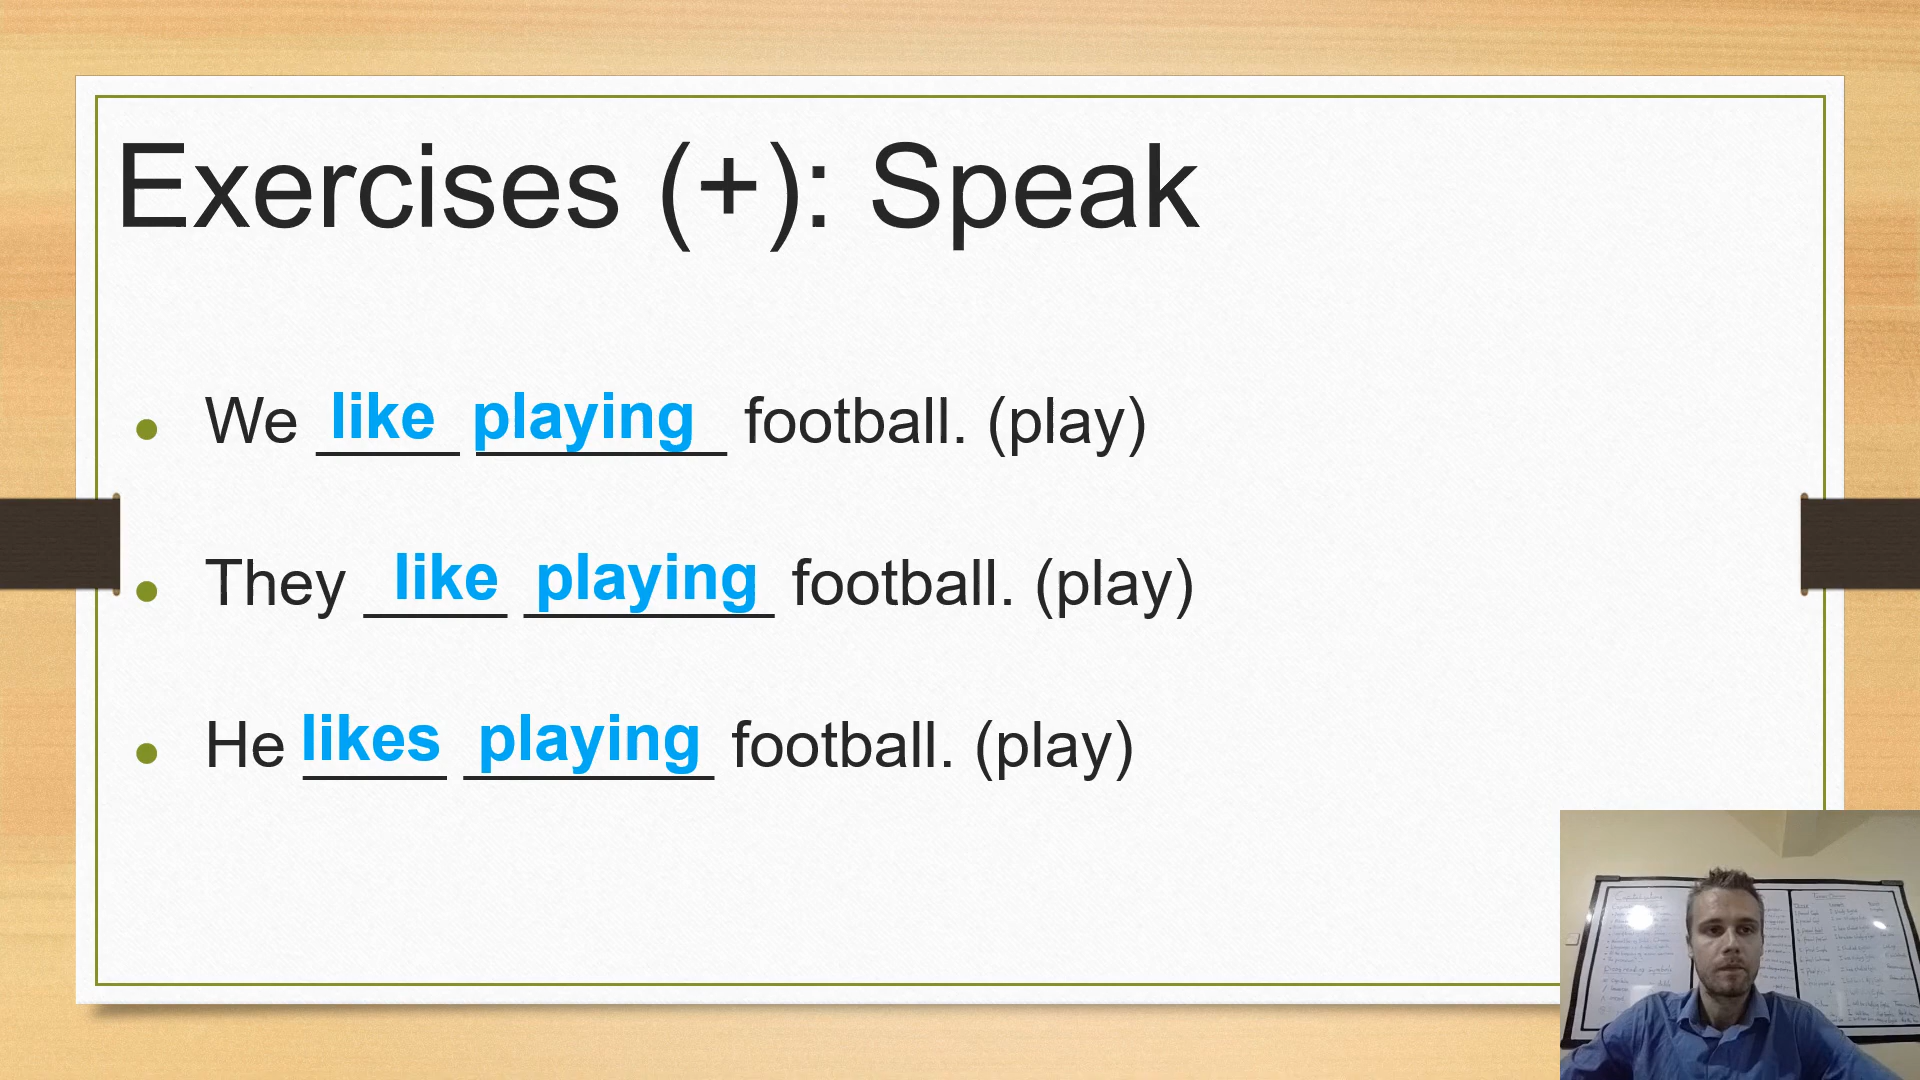 Exercises (+): Speak
We like playing football. (play)
They like playing football. (play)
He likes playing football. (play)